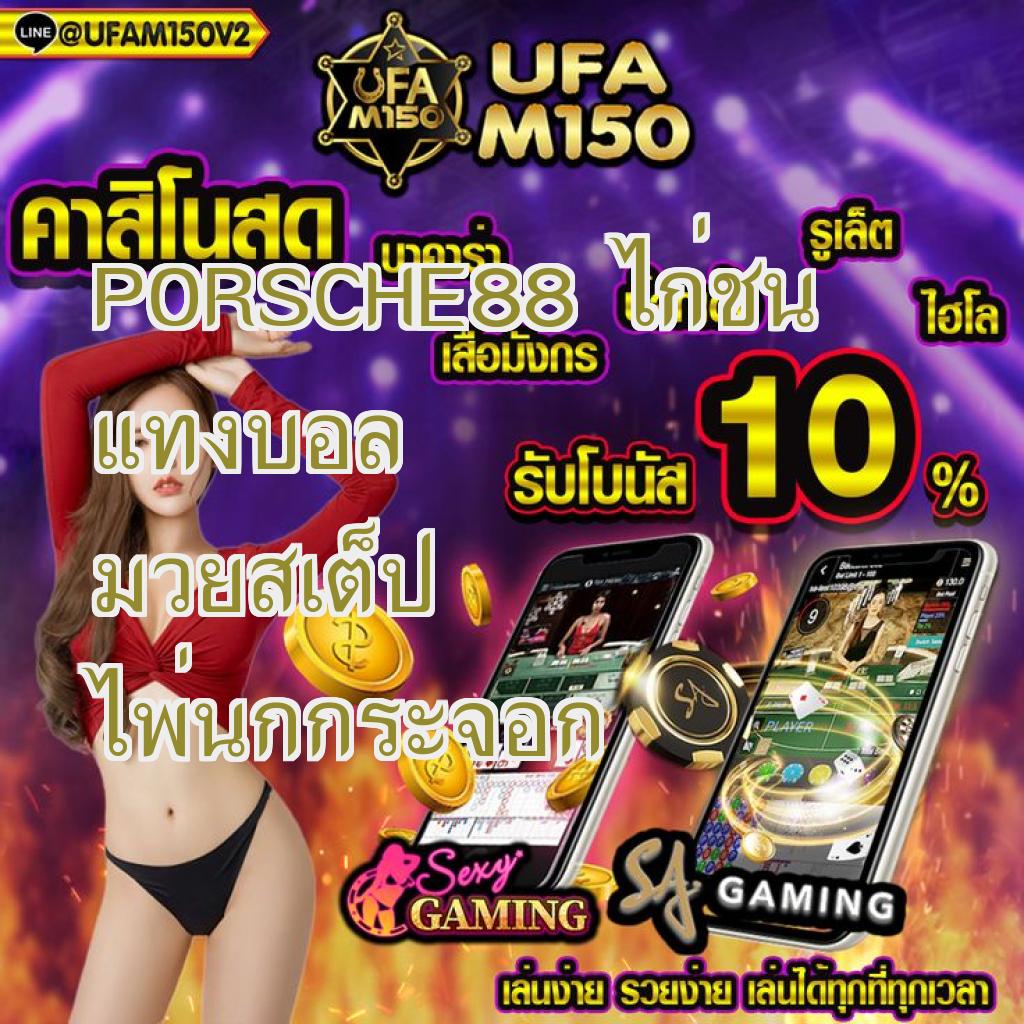 LINE @UFAM150V2
UFA
M150
UFA
M150
คาสิโนสด
บาคาร่า
รูเล็ต
PORSCHE88 ไก่ชน
ไฮโล
เสือมังกร
แทงบอล
10
รับโบนัส
%
มวยสเต็ป
ไพ่นกกระจอก
9
PLAYER
SA
Sexy
GAMING
SA GAMING
เล่นง่าย รวยง่าย เล่นได้ทุกที่ทุกเวลา